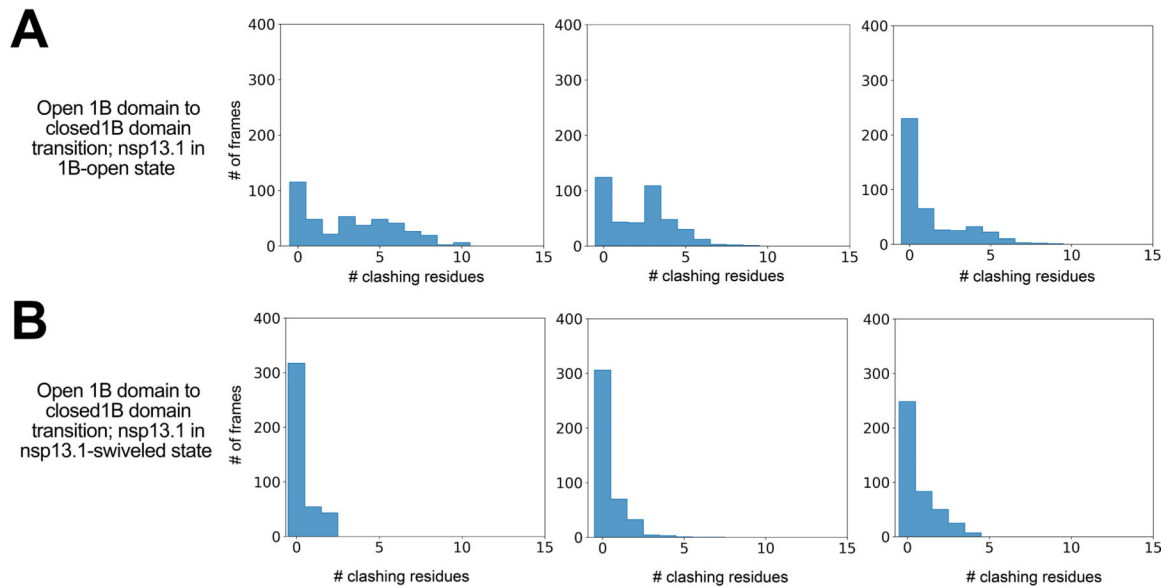 A
Open 1B domain to
closed1B domain
transition; nsp13.1 in
1B-open state
# of frames
400
300
200
100
0
0 5 10 15
# clashing residues
400
300
200
100
0
0 5 10 15
# clashing residues
400
300
200
100
0
0 5 10 15
# clashing residues
B
Open 1B domain to
closed1B domain
transition; nsp13.1 in
nsp13.1-swiveled state
# of frames
400
300
200
100
0
0 5 10 15
# clashing residues
400
300
200
100
0
0 5 10 15
# clashing residues
400
300
200
100
0
0 5 10 15
# clashing residues